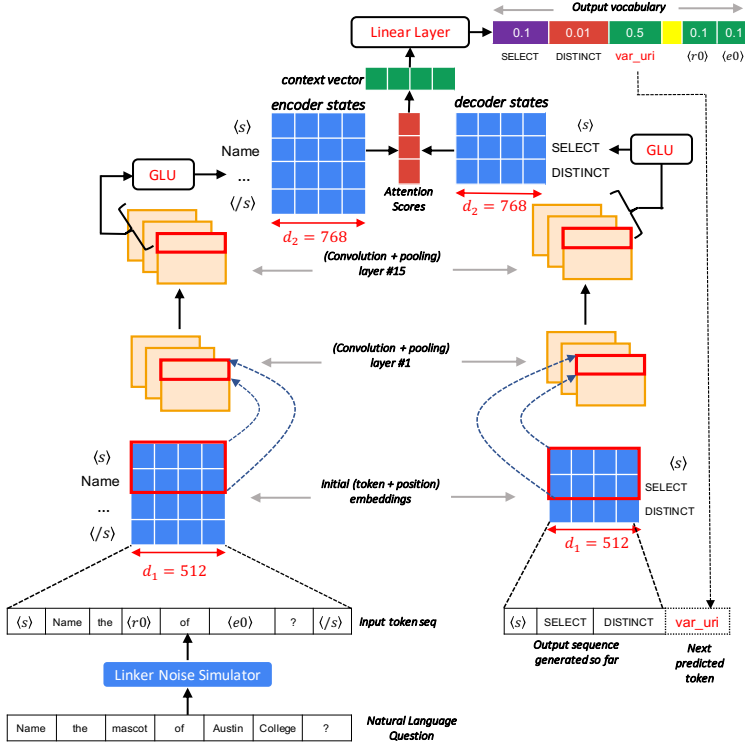 Output vocabulary
Linear Layer
0.1 0.01 0.5 0.1 0.1
SELECT DISTINCT var_uri ⟨r0⟩ ⟨e0⟩
context vector
encoder states
decoder states
⟨s⟩
Name
...
⟨/s⟩
GLU
Attention
Scores
⟨s⟩
SELECT
DISTINCT
GLU
d₂ = 768
d₂ = 768
(Convolution + pooling)
layer #15
(Convolution + pooling)
layer #1
⟨s⟩
Name
...
⟨/s⟩
Initial (token + position)
embeddings
⟨s⟩
SELECT
DISTINCT
d₁ = 512
d₁ = 512
⟨s⟩ Name the ⟨r0⟩ of ⟨e0⟩ ? ⟨/s⟩
Input token seq
⟨s⟩ SELECT DISTINCT var_uri
Output sequence
generated so far
Next
predicted
token
Linker Noise Simulator
Name the mascot of Austin College ?
Natural Language
Question